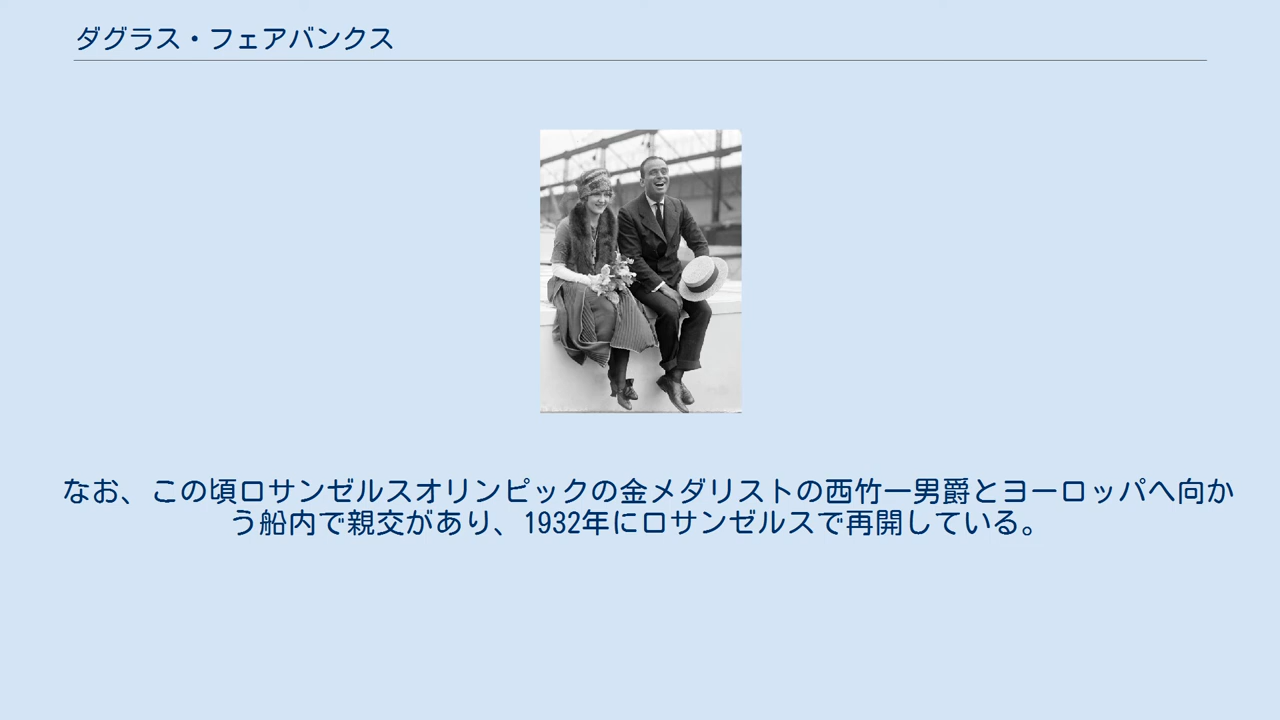 ダグラス・フェアバンクス
なお、この頃ロサンゼルスオリンピックの金メダリストの西竹一男爵とヨーロッパへ向か
う船内で親交があり、1932年にロサンゼルスで再開している。